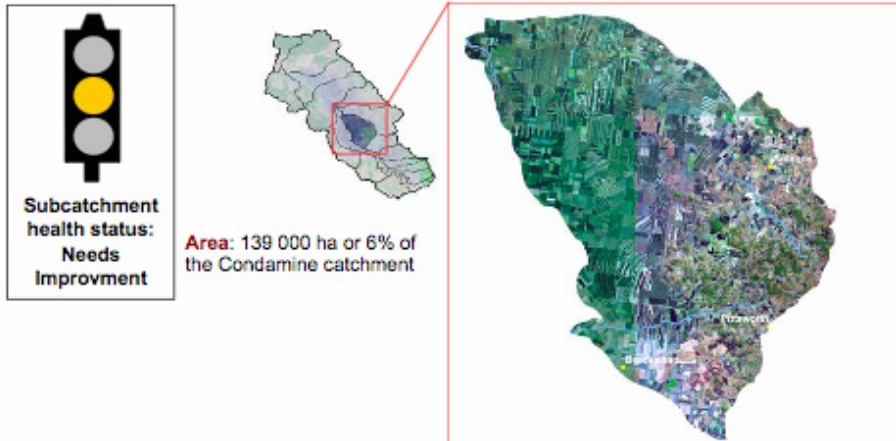 Subcatchment
health status:
Needs
Improvment
Area: 139 000 ha or 6% of
the Condamine catchment
Pittsworth